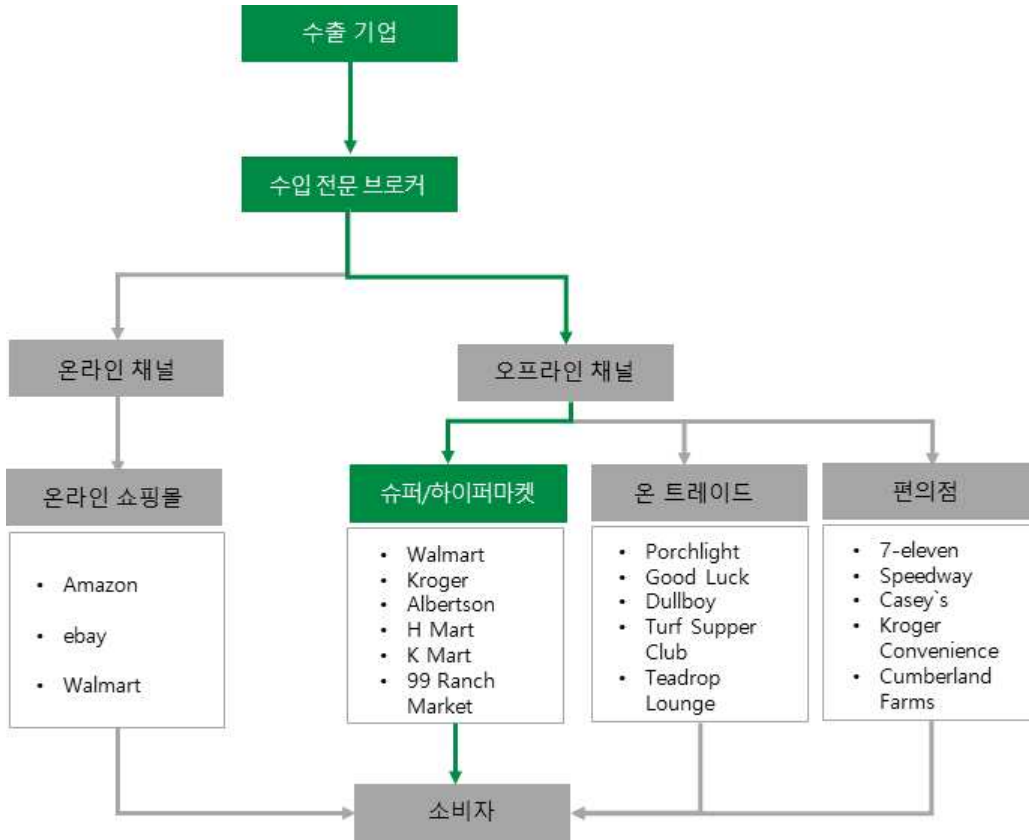 수출 기업
수입 전문 브로커
온라인 채널
오프라인 채널
온라인 쇼핑몰
• Amazon
• ebay
• Walmart
슈퍼/하이퍼마켓
• Walmart
• Kroger
• Albertson
• H Mart
• K Mart
• 99 Ranch
Market
온 트레이드
• Porchlight
• Good Luck
• Dullboy
• Turf Supper
Club
• Teadrop
Lounge
편의점
• 7-eleven
• Speedway
• Casey`s
• Kroger
Convenience
• Cumberland
Farms
소비자